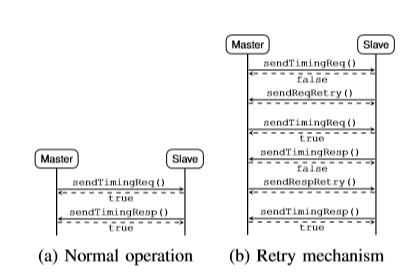 Master
Slave
sendTimingReq()
true
sendTimingResp()
true
(a) Normal operation
Master
Slave
sendTimingReq()
false
sendReqRetry()
sendTimingReq()
true
sendTimingResp()
false
sendRespRetry()
sendTimingResp()
true
(b) Retry mechanism